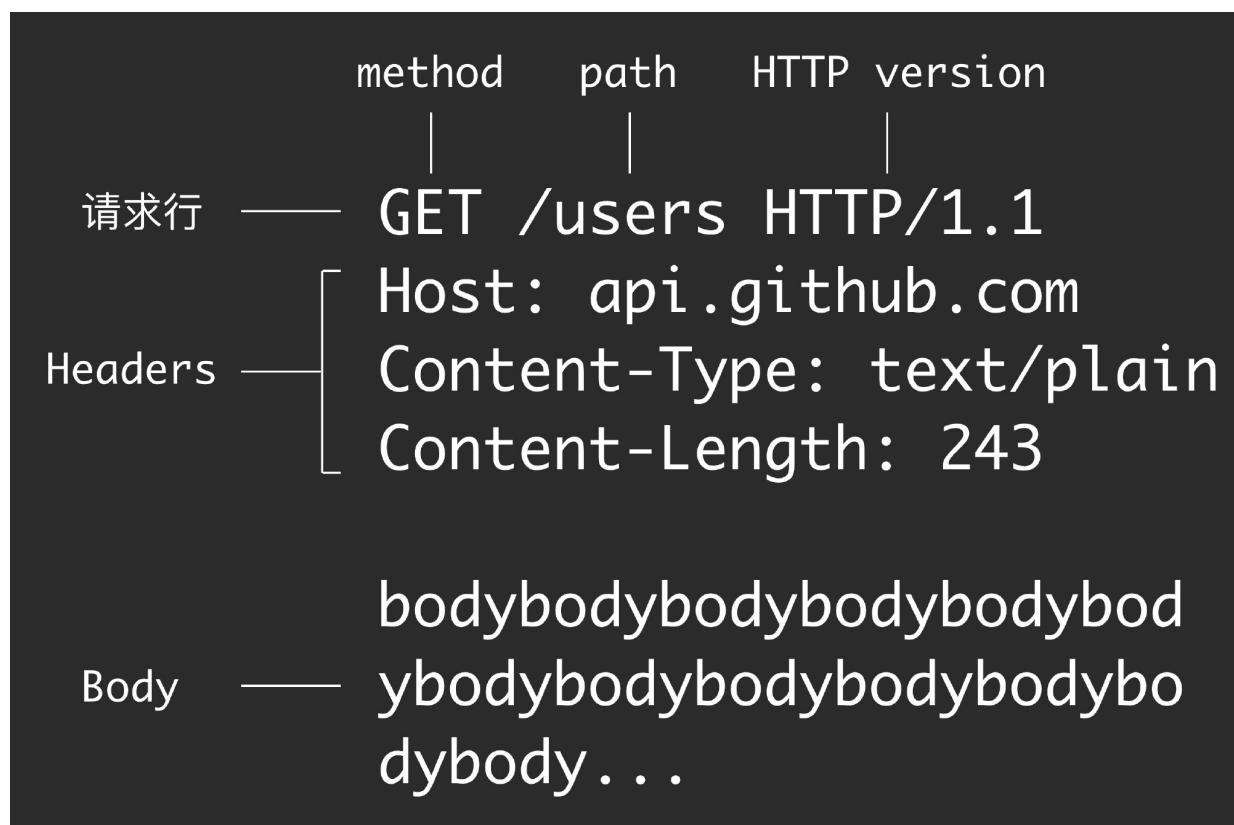 method path HTTP version
请求行 GET /users HTTP/1.1
Host: api.github.com
Headers Content-Type: text/plain
Content-Length: 243
bodybodybodybodybodybod
Body ybodybodybodybodybodybo
dybody...